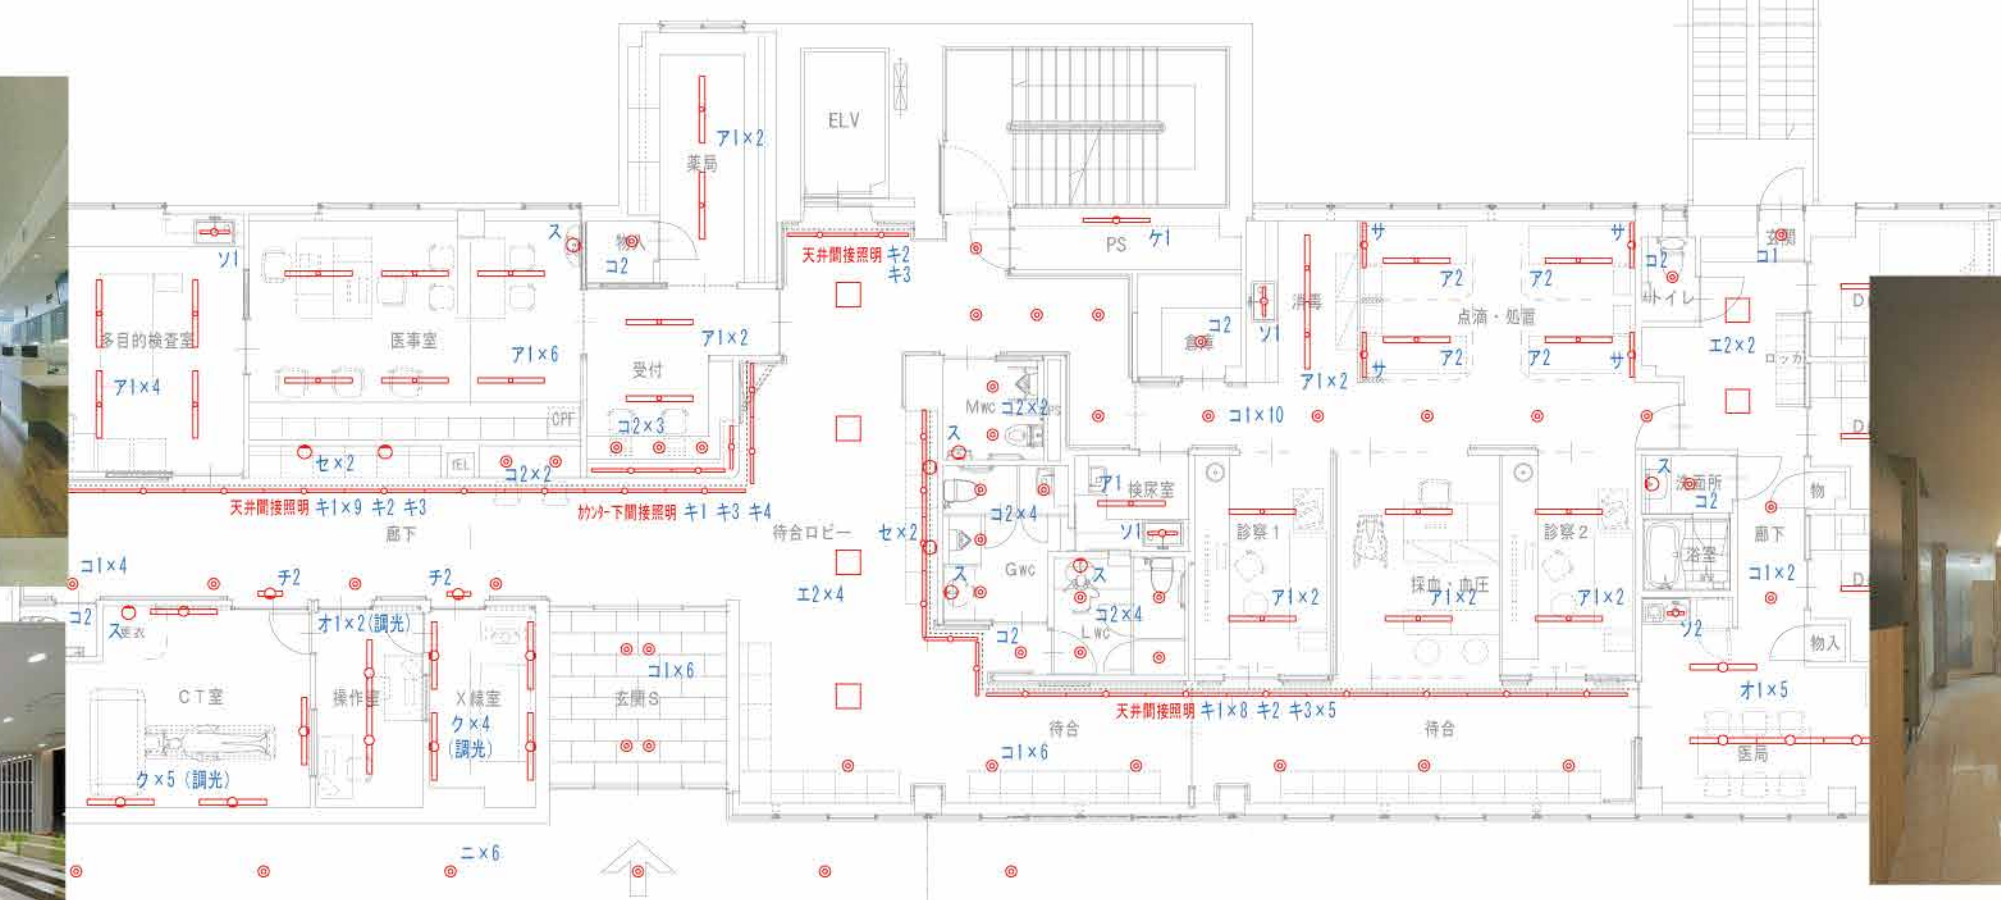 ELV
ア1×2
薬局
ス
物入
コ2
ソ1
PS
ケ1
天井間接照明 キ2
キ3
サ
サ
ア2
ア2
点滴・処置
ア2
ア2
サ
サ
消毒
ソ1
ア1×2
コ2
トイレ
玄関
コ1
エ2×2
ロッカ
D
D
D
多目的検査室
ア1×4
医事室
ア1×6
ア1×2
受付
コ2×3
CPF
セ×2
TEL
コ2×2
コ2
倉庫
Mwc
コ2×2
PS
ス
コ1×10
天井間接照明 キ1×9 キ2 キ3
カウンター下間接照明 キ1 キ3 キ4
廊下
待合ロビー
セ×2
エ2×4
コ2×4
Gwc
ス
コ2
ア1
検尿室
ソ1
ス
コ2×4
Lwc
診察1
ア1×2
採血・血圧
ア1×2
診察2
ア1×2
ス
洗面所
コ2
浴室
ソ2
物
廊下
コ1×2
物入
コ1×4
チ2
チ2
コ2
ス
更衣
オ1×2(調光)
CT室
ク×5(調光)
操作室
X線室
ク×4
(調光)
玄関S
コ1×6
天井間接照明 キ1×8 キ2 キ3×5
待合
コ1×6
待合
オ1×5
医局
ニ×6